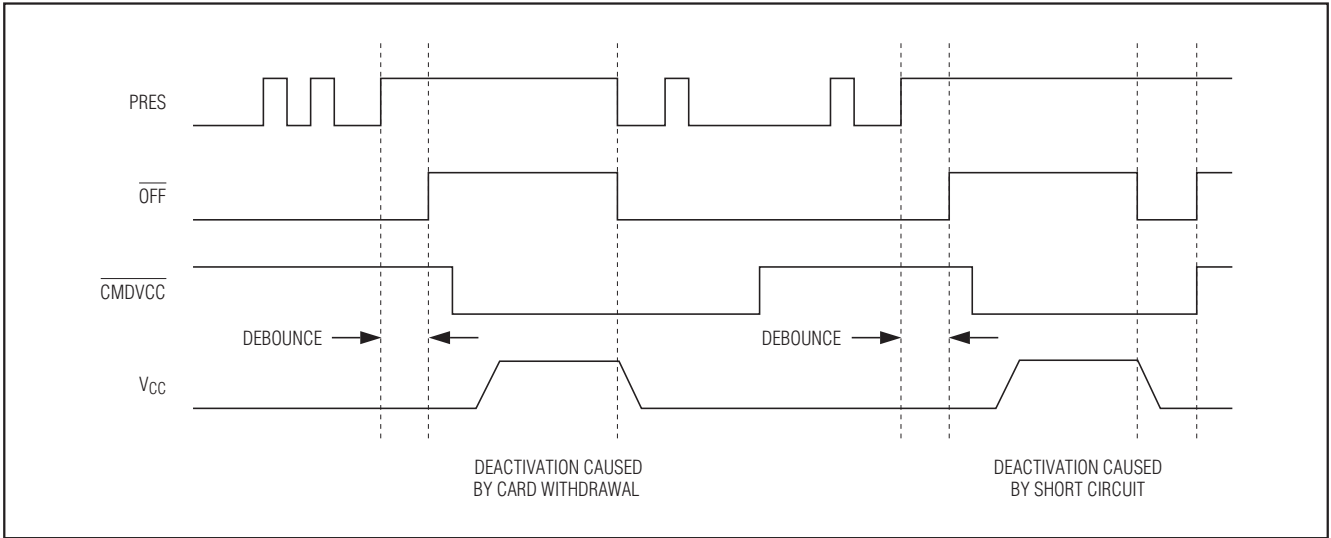 PRES
OFF
CMDVCC
DEBOUNCE
DEBOUNCE
VCC
DEACTIVATION CAUSED
BY CARD WITHDRAWAL
DEACTIVATION CAUSED
BY SHORT CIRCUIT